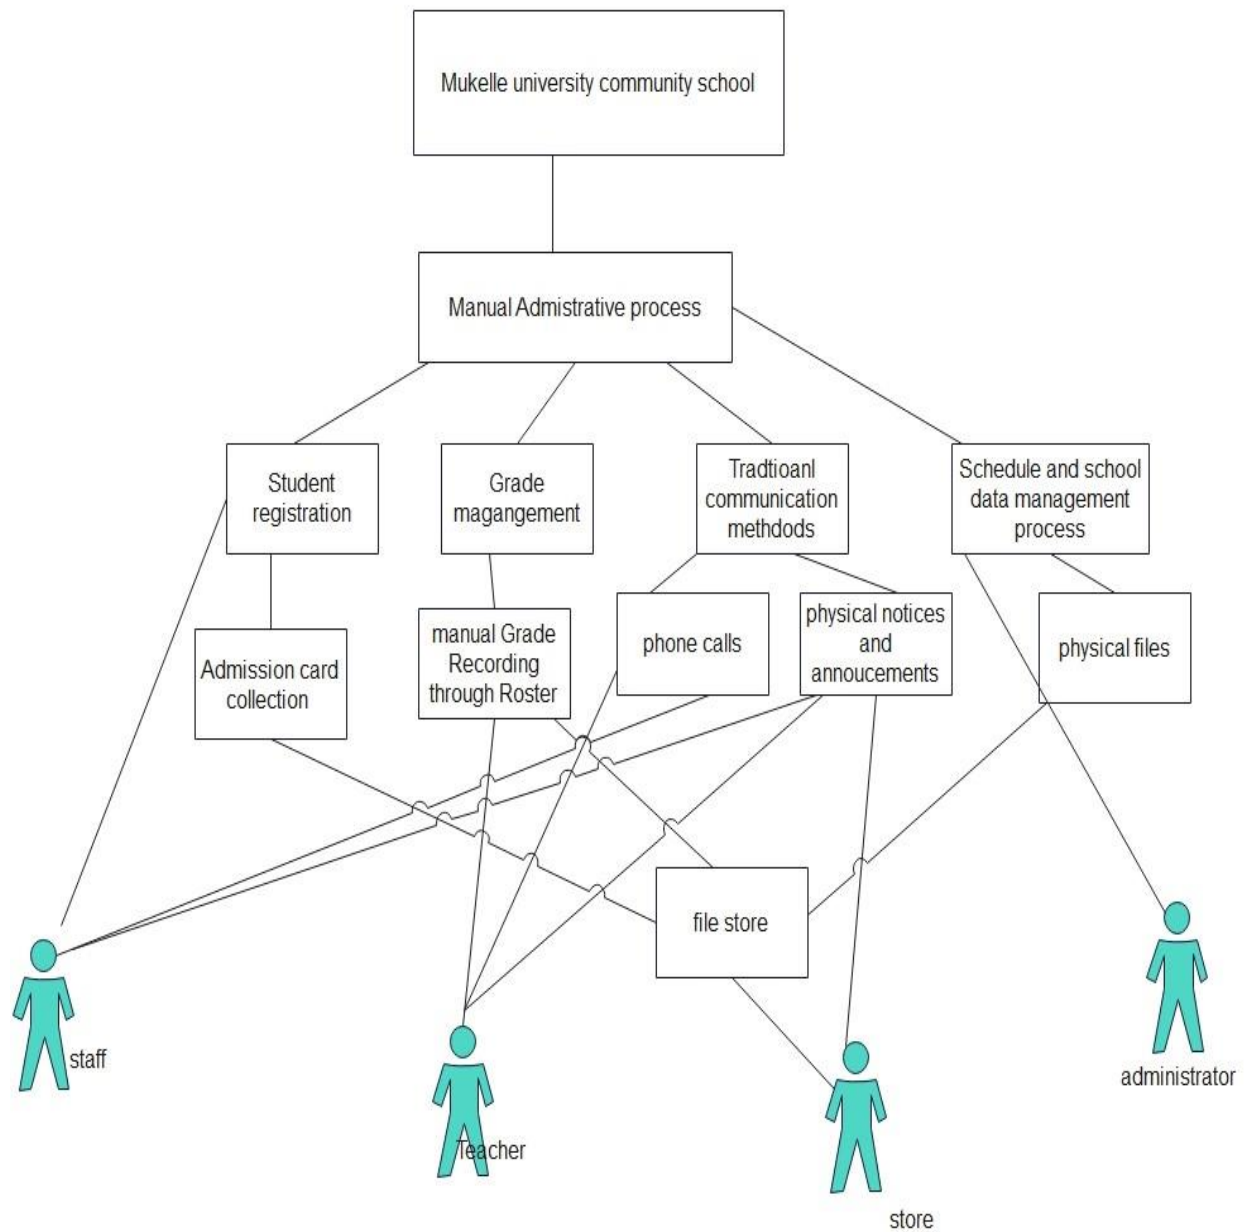 Mukelle university community school
Manual Admistrative process
Student
registration
Grade
magangement
Tradtioanl
communication
methdods
Schedule and school
data management
process
Admission card
collection
manual Grade
Recording
through Roster
phone calls
physical notices
and
annoucements
physical files
file store
staff
Teacher
store
administrator